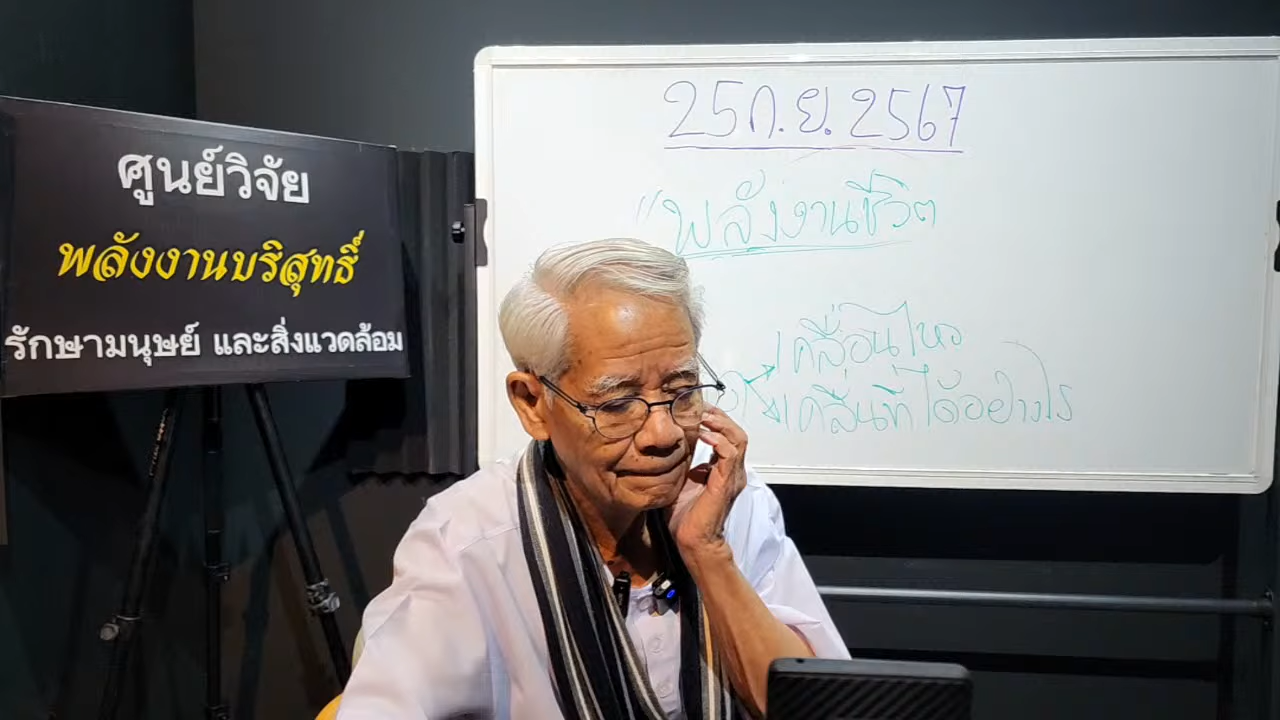 ศูนย์วิจัย
พลังงานบริสุทธิ์
รักษามนุษย์ และสิ่งแวดล้อม
25 ก.ย. 2567
"พลังงานชีวิต
เคลื่อนไหว
เคลื่นที่ได้อย่างไร